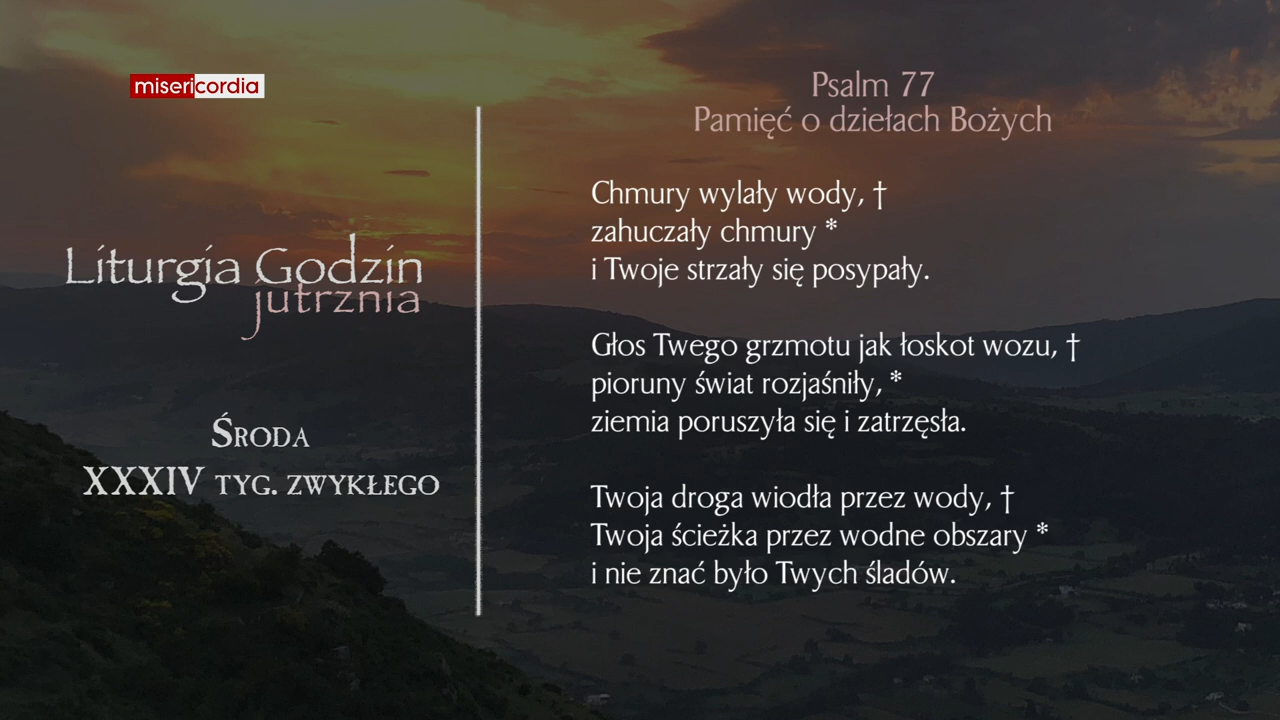 misericordia
Liturgia Godzin
jutrznia
Środa
XXXIV tyg. zwykłego
Psalm 77
Pamięć o dziełach Bożych
Chmury wylały wody, †
zahuczały chmury *
i Twoje strzały się posypały.
Głos Twego grzmotu jak łoskot wozu, †
pioruny świat rozjaśniły, *
ziemia poruszyła się i zatrzęsła.
Twoja droga wiodła przez wody, †
Twoja ścieżka przez wodne obszary *
i nie znać było Twych śladów.